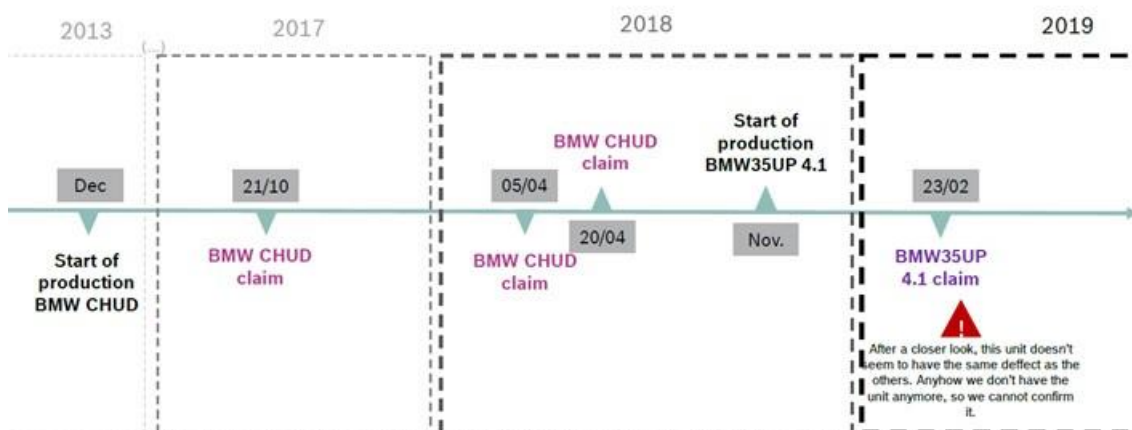 2013
(...)
2017
2018
2019
Dec
Start of
production
BMW CHUD
21/10
BMW CHUD
claim
05/04
BMW CHUD
claim
BMW CHUD
claim
20/04
Start of
production
BMW35UP 4.1
Nov.
23/02
BMW35UP
4.1 claim
!
After a closer look, this unit doesn't
seem to have the same deffect as the
others. Anyhow we don't have the
unit anymore, so we cannot confirm
it.